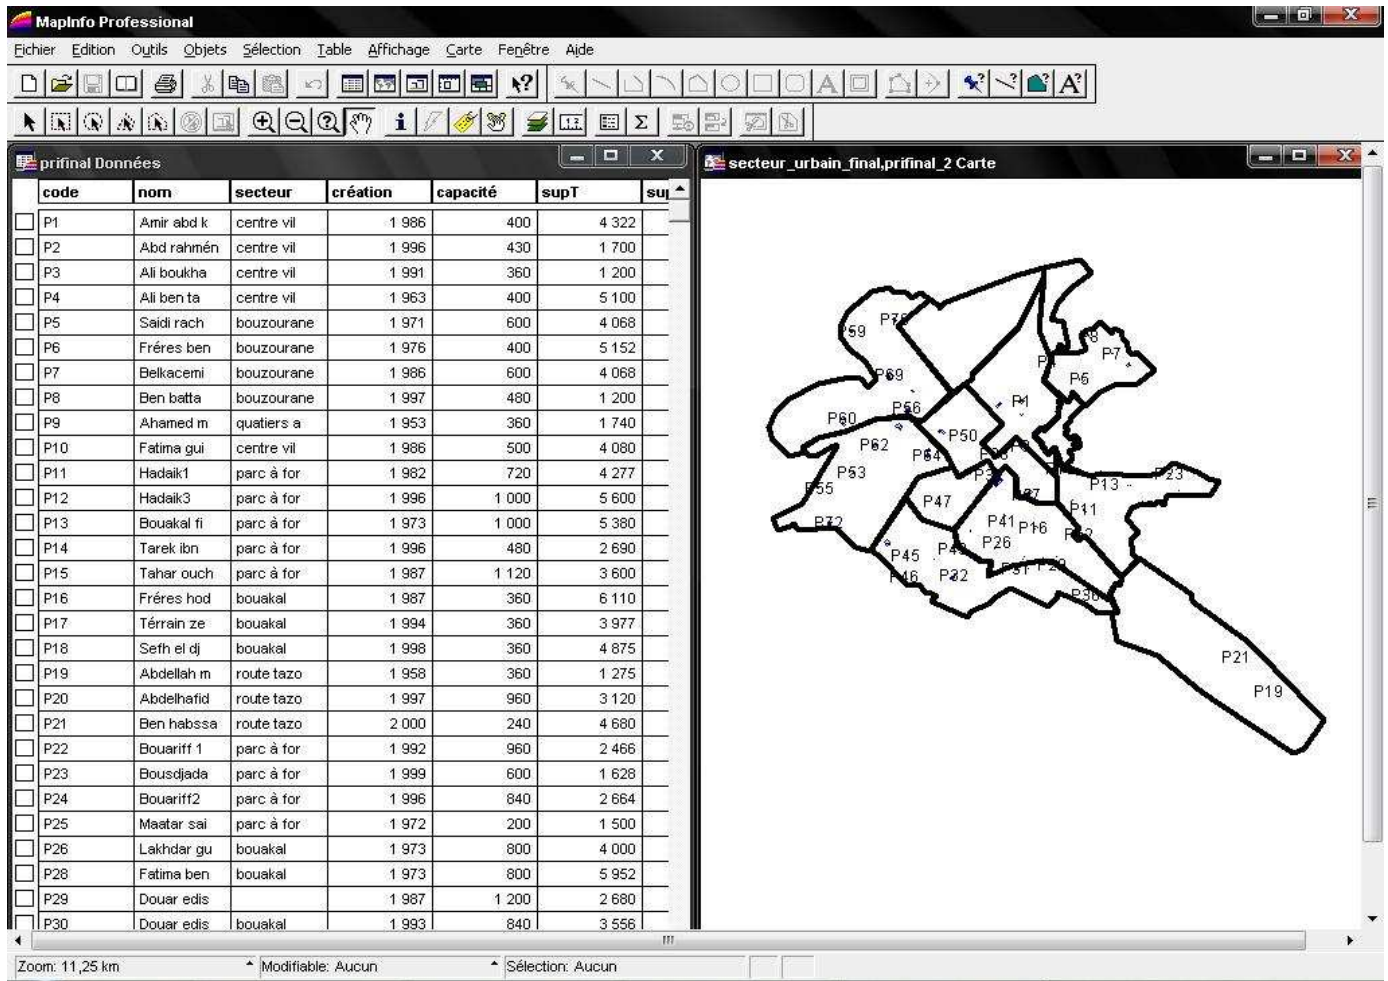 MapInfo Professional
Fichier Edition Outils Objets Sélection Table Affichage Carte Fenêtre Aide
prifinal Données
code nom secteur création capacité supT sup
P1 Amir abd k centre vil 1 986 400 4 322
P2 Abd rahmén centre vil 1 996 430 1 700
P3 Ali boukha centre vil 1 991 360 1 200
P4 Ali ben ta centre vil 1 963 400 5 100
P5 Saidi rach bouzourane 1 971 600 4 068
P6 Fréres ben bouzourane 1 976 400 5 152
P7 Belkacemi bouzourane 1 986 600 4 068
P8 Ben batta bouzourane 1 997 480 1 200
P9 Ahamed m quatiers a 1 953 360 1 740
P10 Fatima gui centre vil 1 986 500 4 080
P11 Hadaik1 parc à for 1 982 720 4 277
P12 Hadaik3 parc à for 1 996 1 000 5 600
P13 Bouakal fi parc à for 1 973 1 000 5 380
P14 Tarek ibn parc à for 1 996 480 2 690
P15 Tahar ouch parc à for 1 987 1 120 3 600
P16 Fréres hod bouakal 1 987 360 6 110
P17 Térrain ze bouakal 1 994 360 3 977
P18 Sefh el dj bouakal 1 998 360 4 875
P19 Abdellah m route tazo 1 958 360 1 275
P20 Abdelhafid route tazo 1 997 960 3 120
P21 Ben habssa route tazo 2 000 240 4 680
P22 Bouariff 1 parc à for 1 992 960 2 466
P23 Bousdjada parc à for 1 999 600 1 628
P24 Bouariff2 parc à for 1 996 840 2 664
P25 Maatar sai parc à for 1 972 200 1 500
P26 Lakhdar gu bouakal 1 973 800 4 000
P28 Fatima ben bouakal 1 973 800 5 952
P29 Douar edis 1 987 1 200 2 680
P30 Douar edis bouakal 1 993 840 3 556
secteur_urbain_final,prifinal_2 Carte
P59
P7
P6
P69
P56
P1
P60
P50
P62
P64
P53
P23
P13
P55
P47
P11
P72
P41
P16
P26
P45
P46
P32
P30
P21
P19
Zoom: 11,25 km Modifiable: Aucun Sélection: Aucun